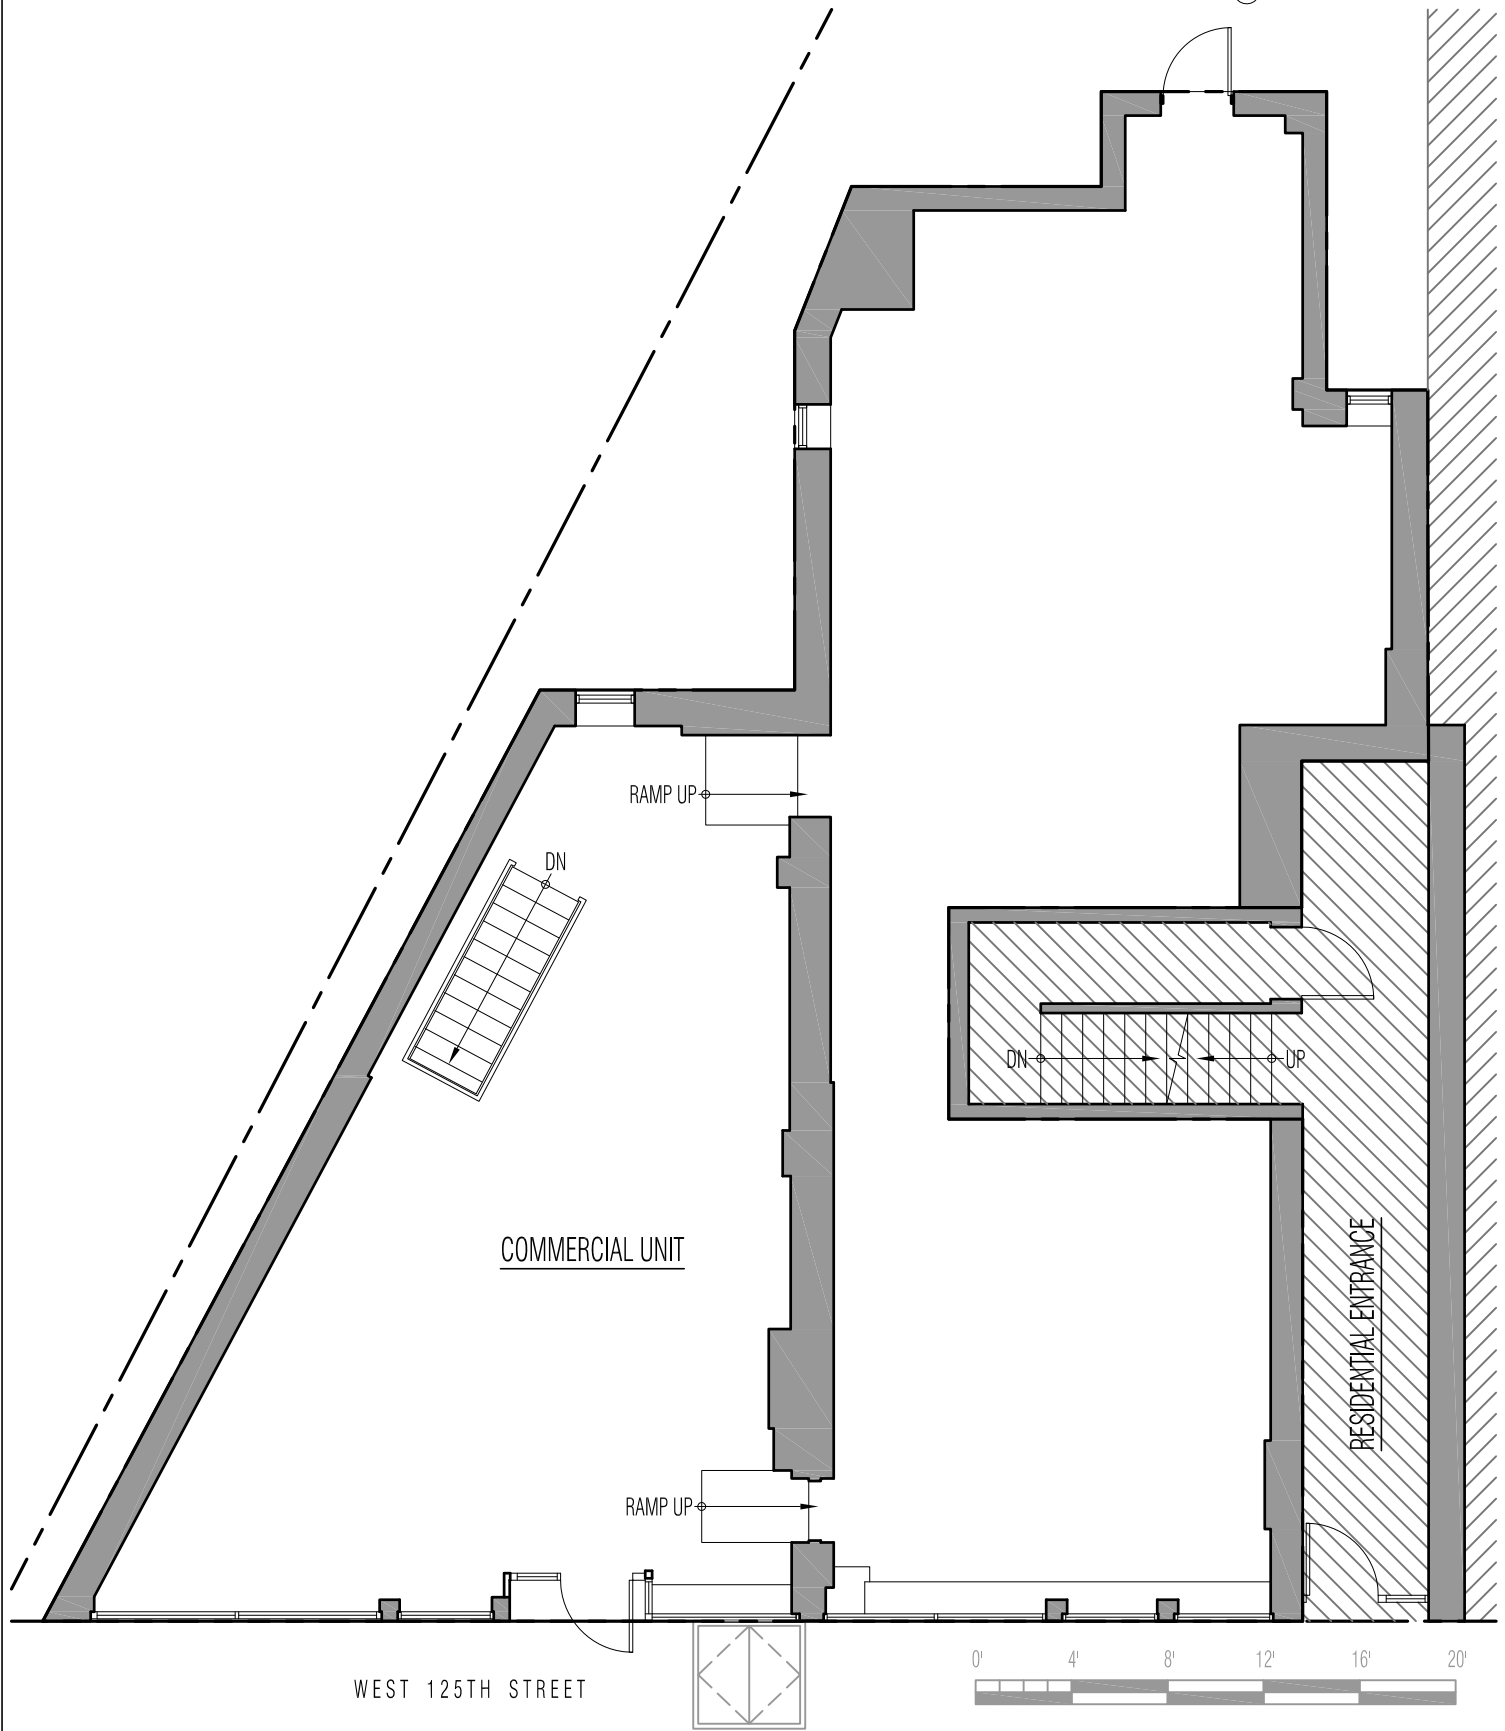 RAMP UP
DN
DN
UP
COMMERCIAL UNIT
RESIDENTIAL ENTRANCE
RAMP UP
WEST 125TH STREET
0' 4' 8' 12' 16' 20'